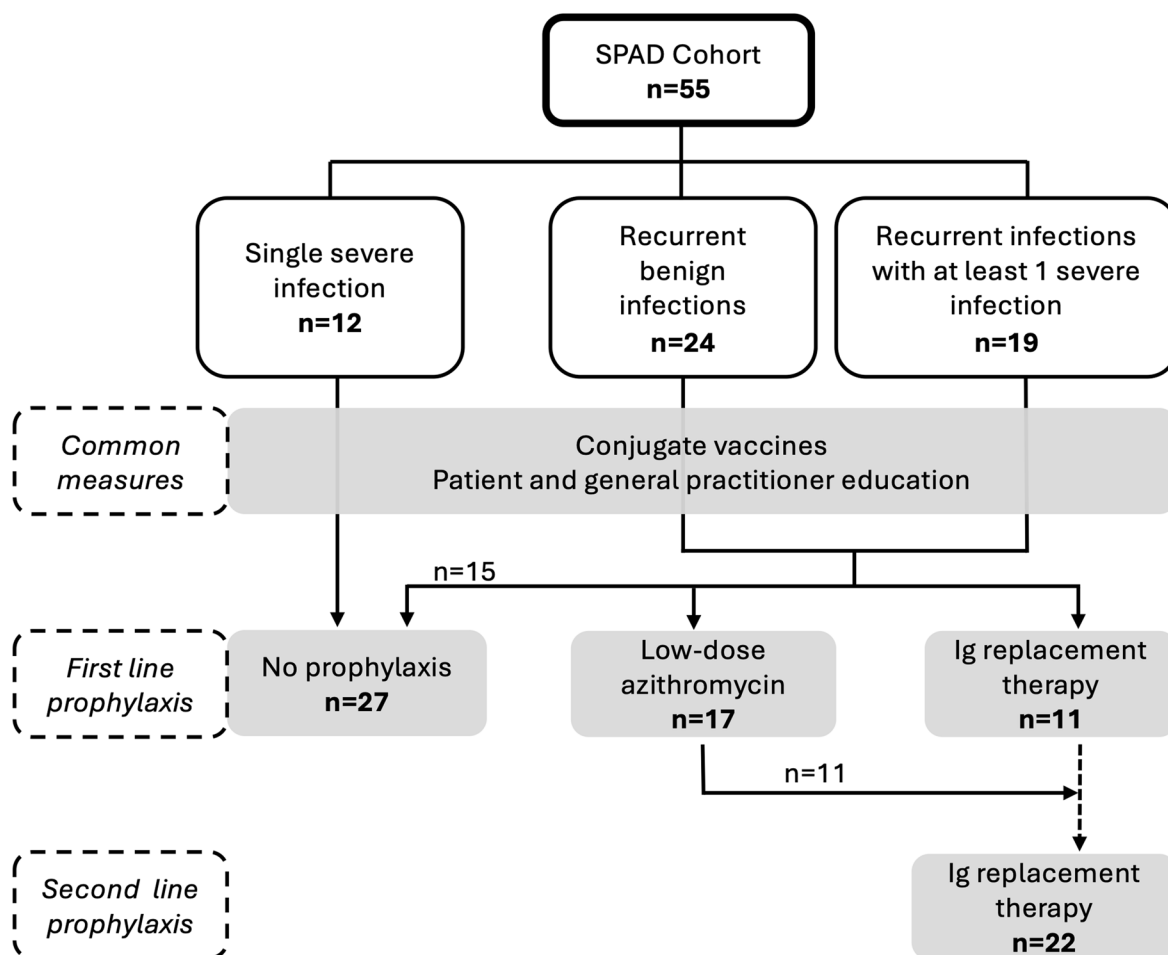 SPAD Cohort
n=55
Single severe
infection
n=12
Recurrent
benign
infections
n=24
Recurrent infections
with at least 1 severe
infection
n=19
Common
measures
Conjugate vaccines
Patient and general practitioner education
n=15
First line
prophylaxis
No prophylaxis
n=27
Low-dose
azithromycin
n=17
Ig replacement
therapy
n=11
n=11
Second line
prophylaxis
Ig replacement
therapy
n=22